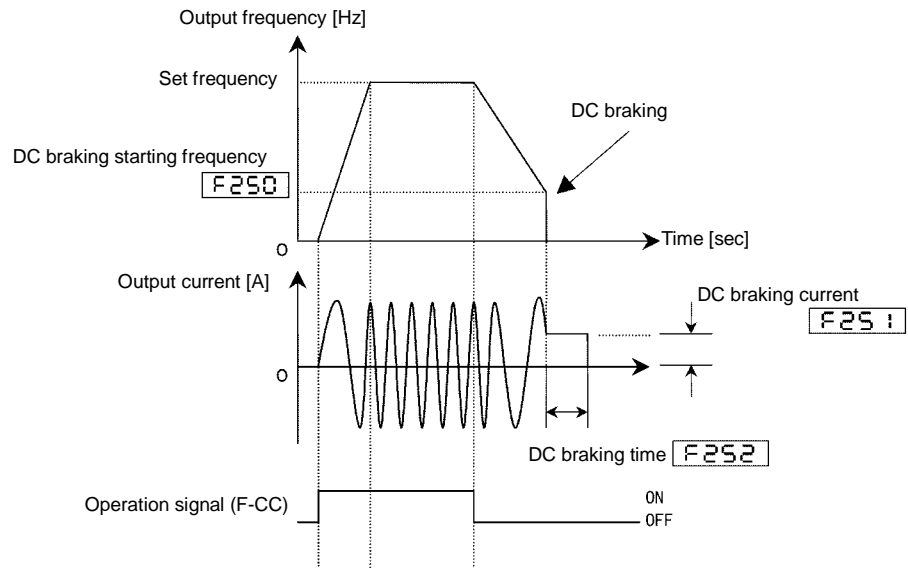 Output frequency [Hz]
Set frequency
DC braking
DC braking starting frequency
F250
0
Time [sec]
Output current [A]
DC braking current
F251
0
DC braking time F252
Operation signal (F-CC)
ON
OFF